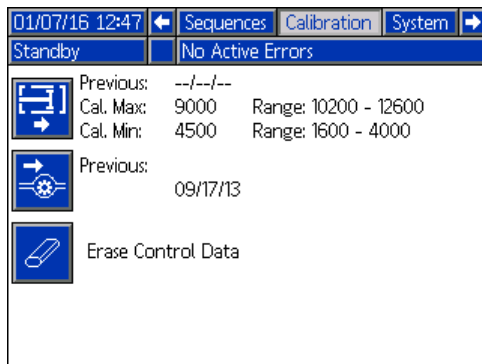 01/07/16 12:47 Sequences Calibration System
Standby No Active Errors
Previous: --/--/--
Cal. Max: 9000 Range: 10200 - 12600
Cal. Min: 4500 Range: 1600 - 4000
Previous:
09/17/13
Erase Control Data